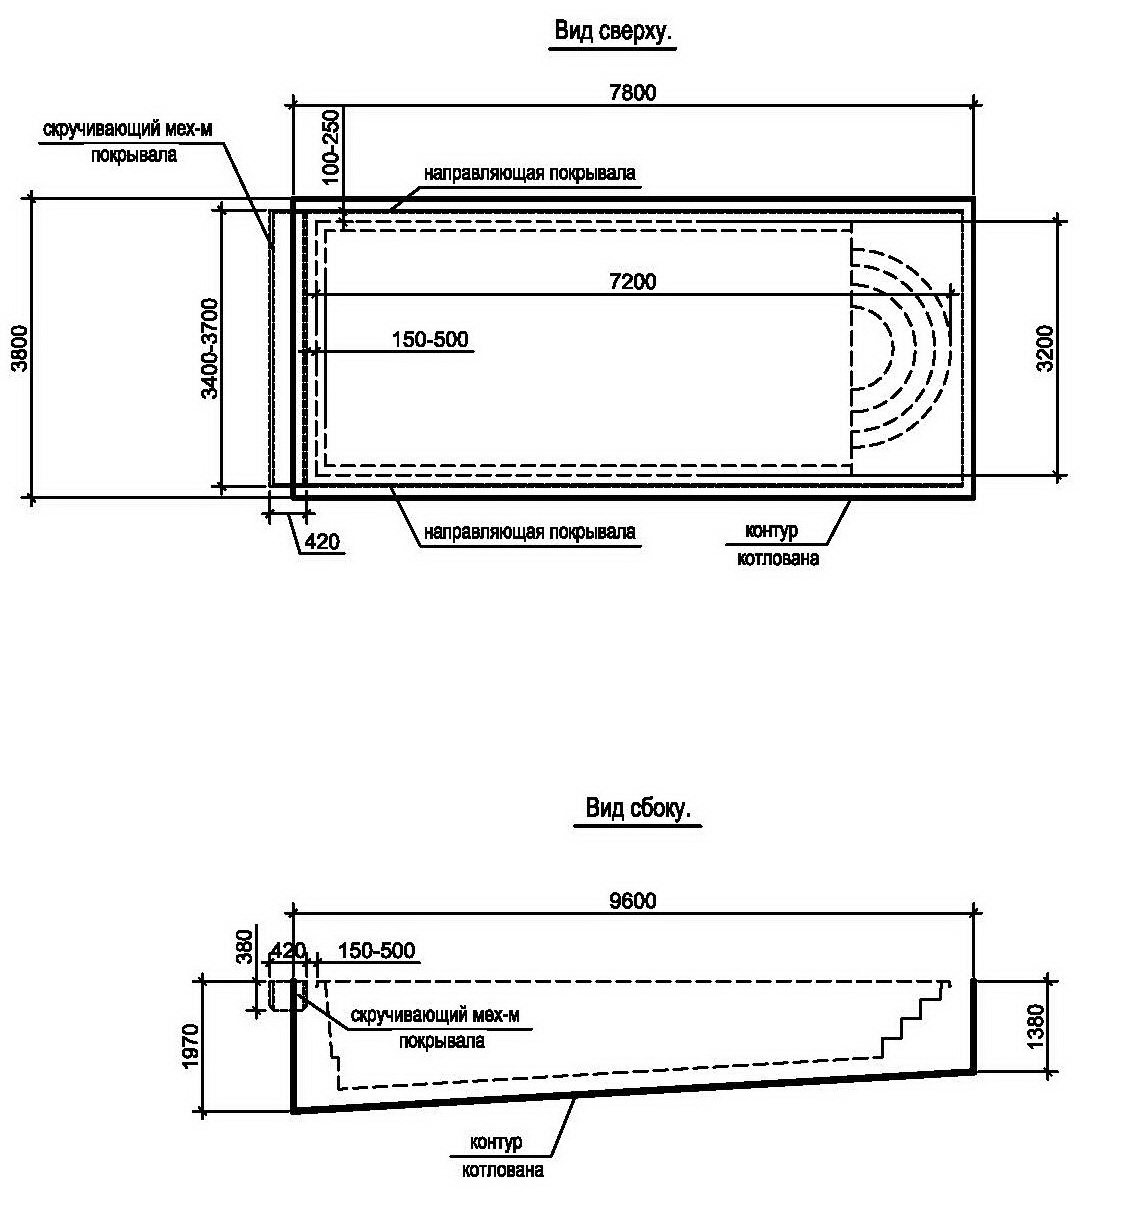 Вид сверху.
7800
скручивающий мех-м
покрывала
100-250
направляющая покрывала
7200
150-500
3800
3400-3700
3200
420
направляющая покрывала
контур
котлована
Вид сбоку.
9600
380
420
150-500
скручивающий мех-м
покрывала
1970
1380
контур
котлована